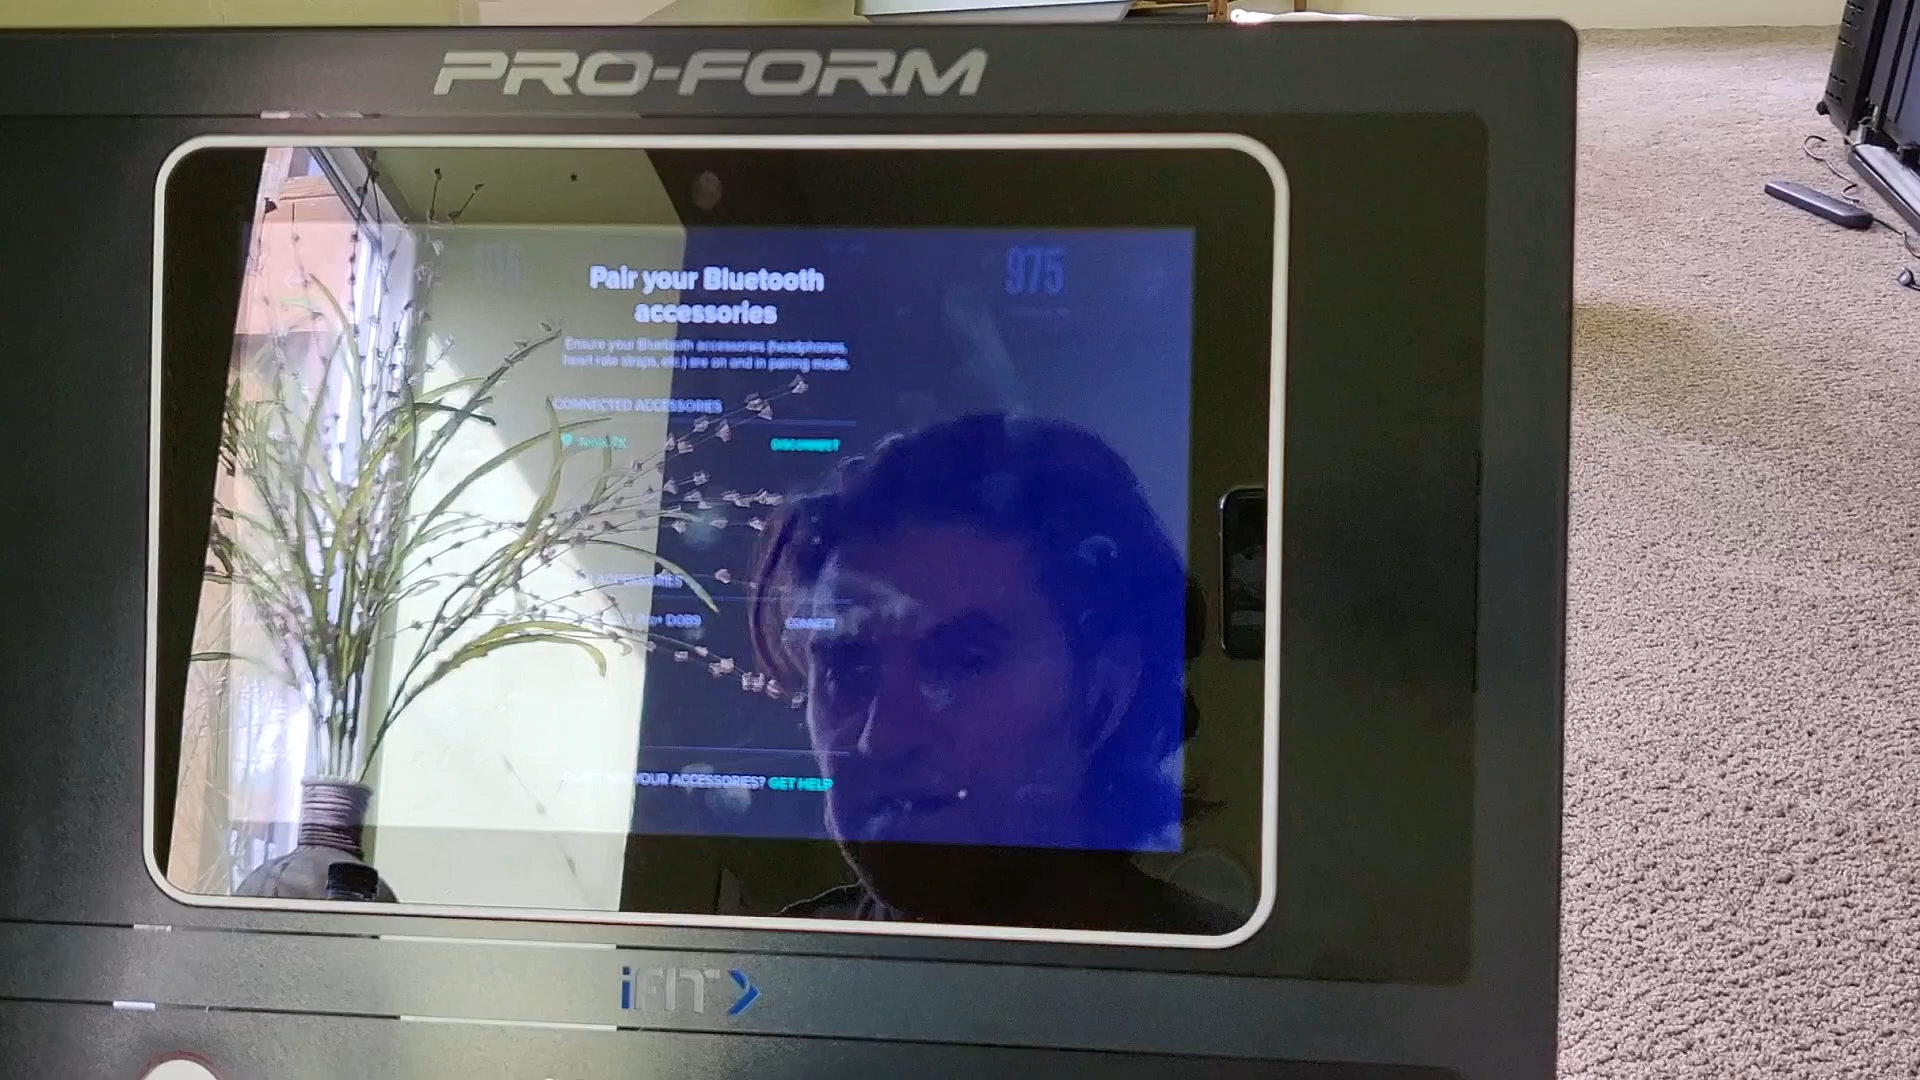 PRO-FORM
975
Pair your Bluetooth
accessories
Ensure your Bluetooth accessories (headphones,
heart rate straps, etc.) are on and in pairing mode.
CONNECTED ACCESSORIES
DISCONNECT
ACCESSORIES
CONNECT
YOUR ACCESSORIES? GET HELP
iFIT